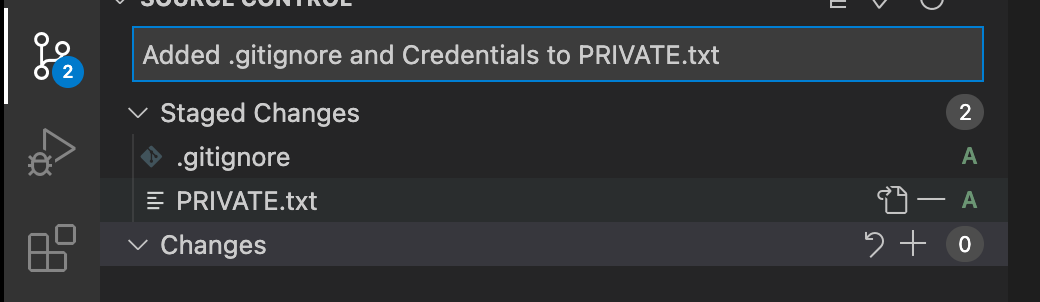 SOURCE CONTROL
Added .gitignore and Credentials to PRIVATE.txt
2
Staged Changes 2
.gitignore A
PRIVATE.txt A
Changes 0